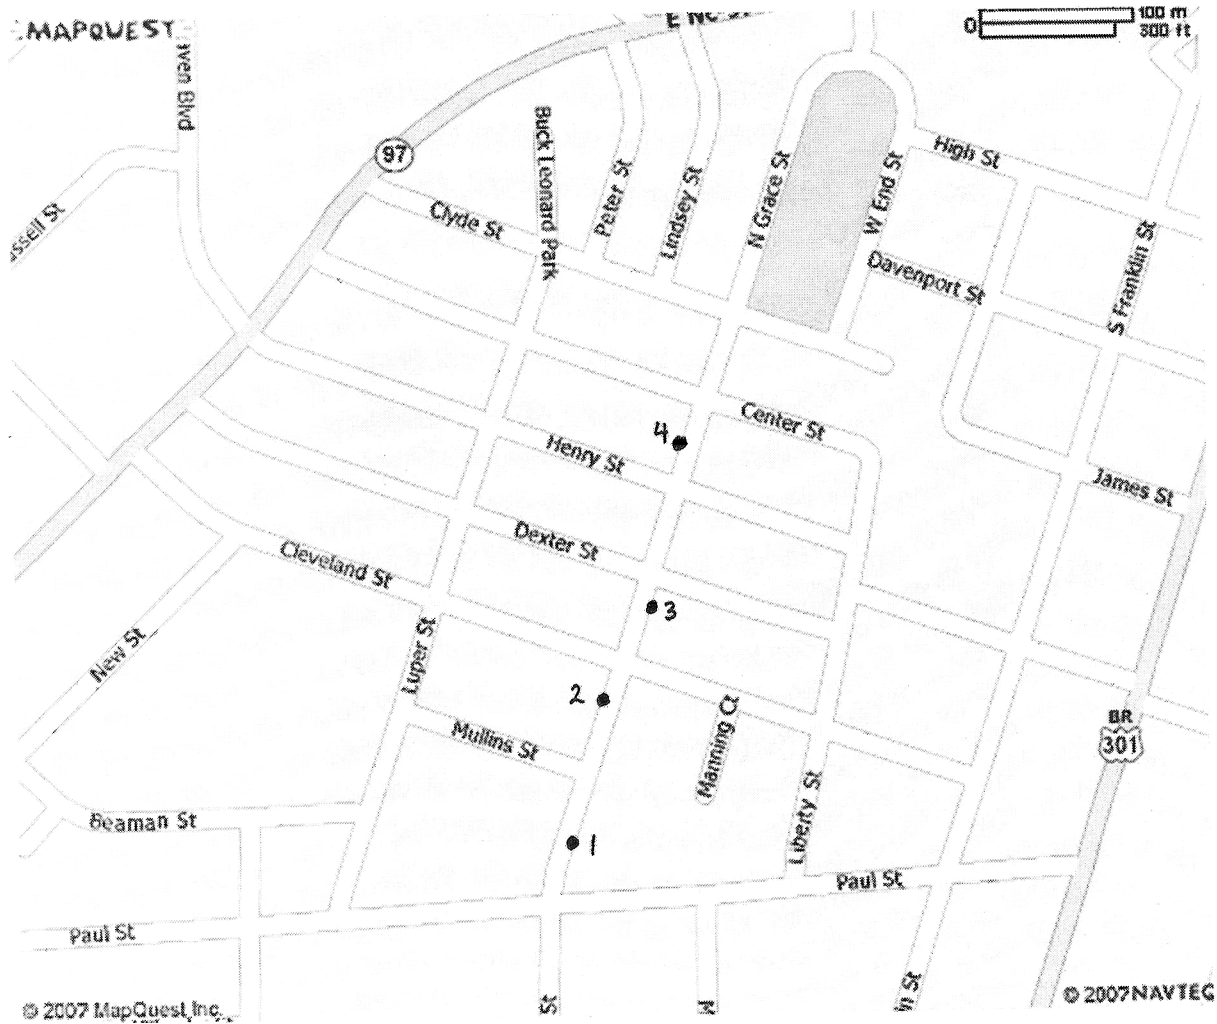 MAPQUEST
E NC
100 m
0
300 ft
ven Blvd
97
Buck Leonard Park
High St
Clyde St
Peter St
Lindsey St
N Grace St
W End St
ussell St
Davenport St
S Franklin St
Center St
4
Henry St
James St
Dexter St
Cleveland St
3
New St
Luper St
2
Mullins St
Manning Ct
BR
301
Liberty St
Beaman St
1
Paul St
Paul St
© 2007 MapQuest Inc.
St
M
n St
© 2007 NAVTEQ